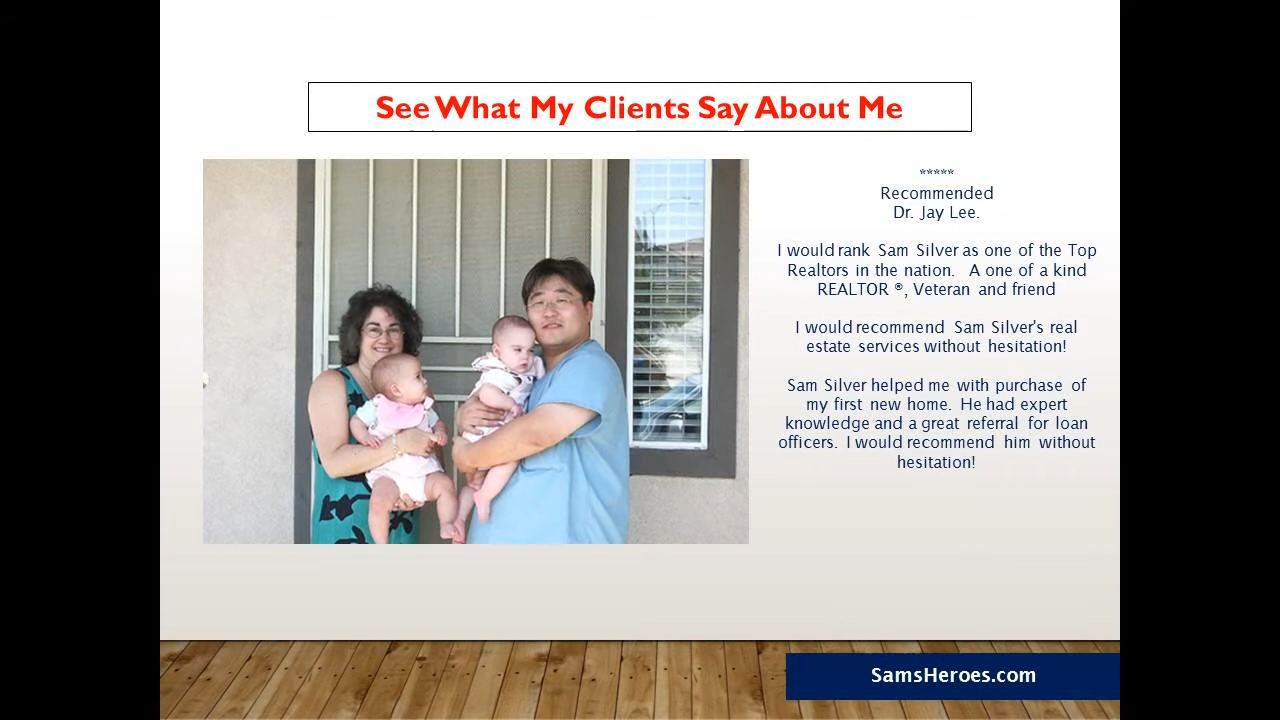 See What My Clients Say About Me
*****
Recommended
Dr. Jay Lee.
I would rank Sam Silver as one of the Top
Realtors in the nation. A one of a kind
REALTOR ®, Veteran and friend
I would recommend Sam Silver's real
estate services without hesitation!
Sam Silver helped me with purchase of
my first new home. He had expert
knowledge and a great referral for loan
officers. I would recommend him without
hesitation!
SamsHeroes.com